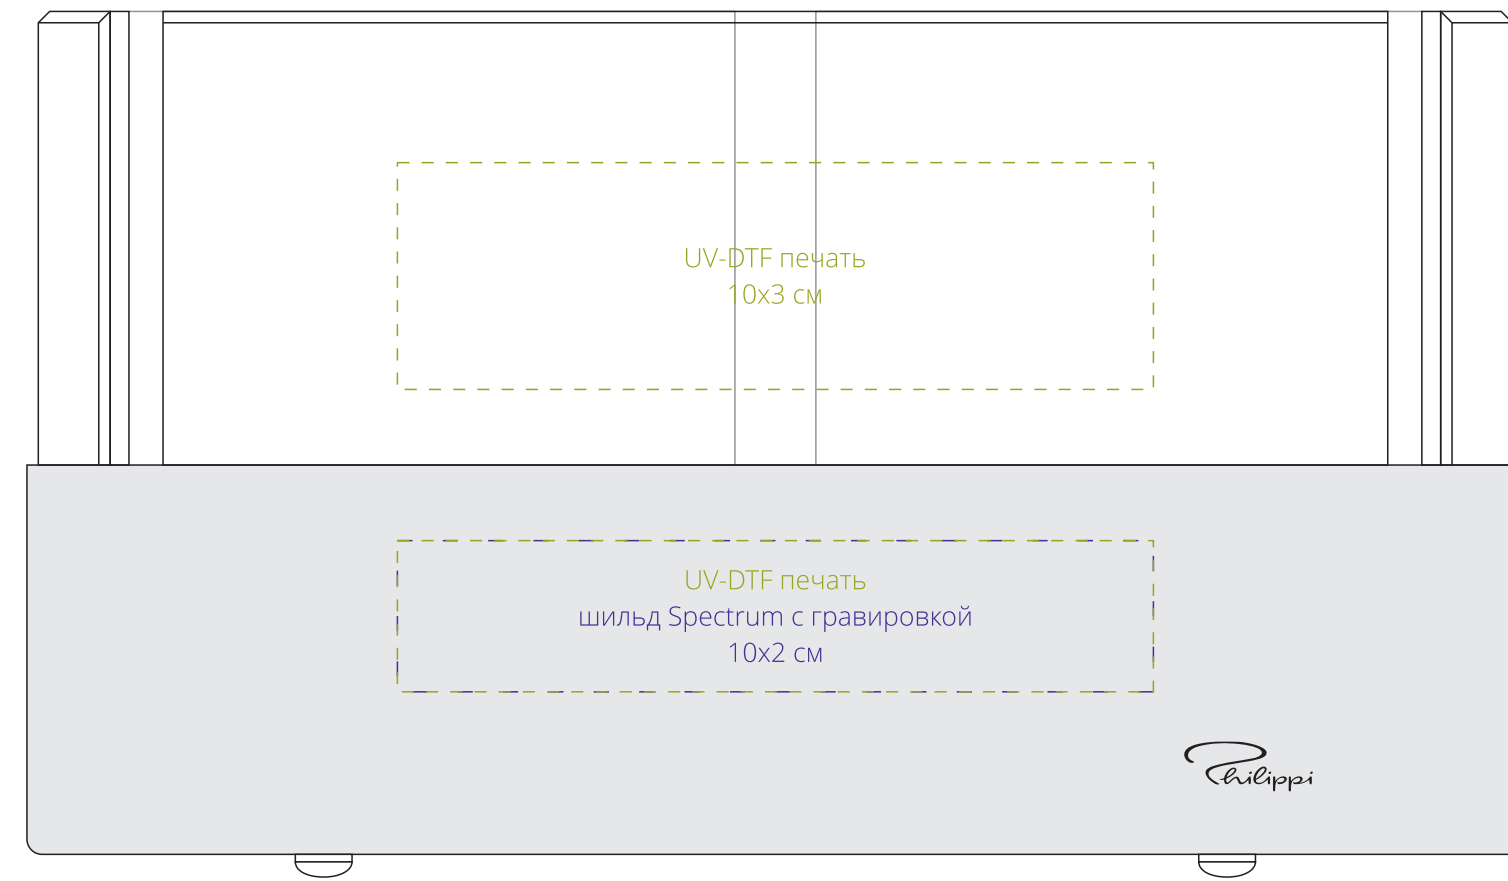 UV-DTF печать
10x3 см
UV-DTF печать
шильд Spectrum с гравировкой
10x2 см
Philippi